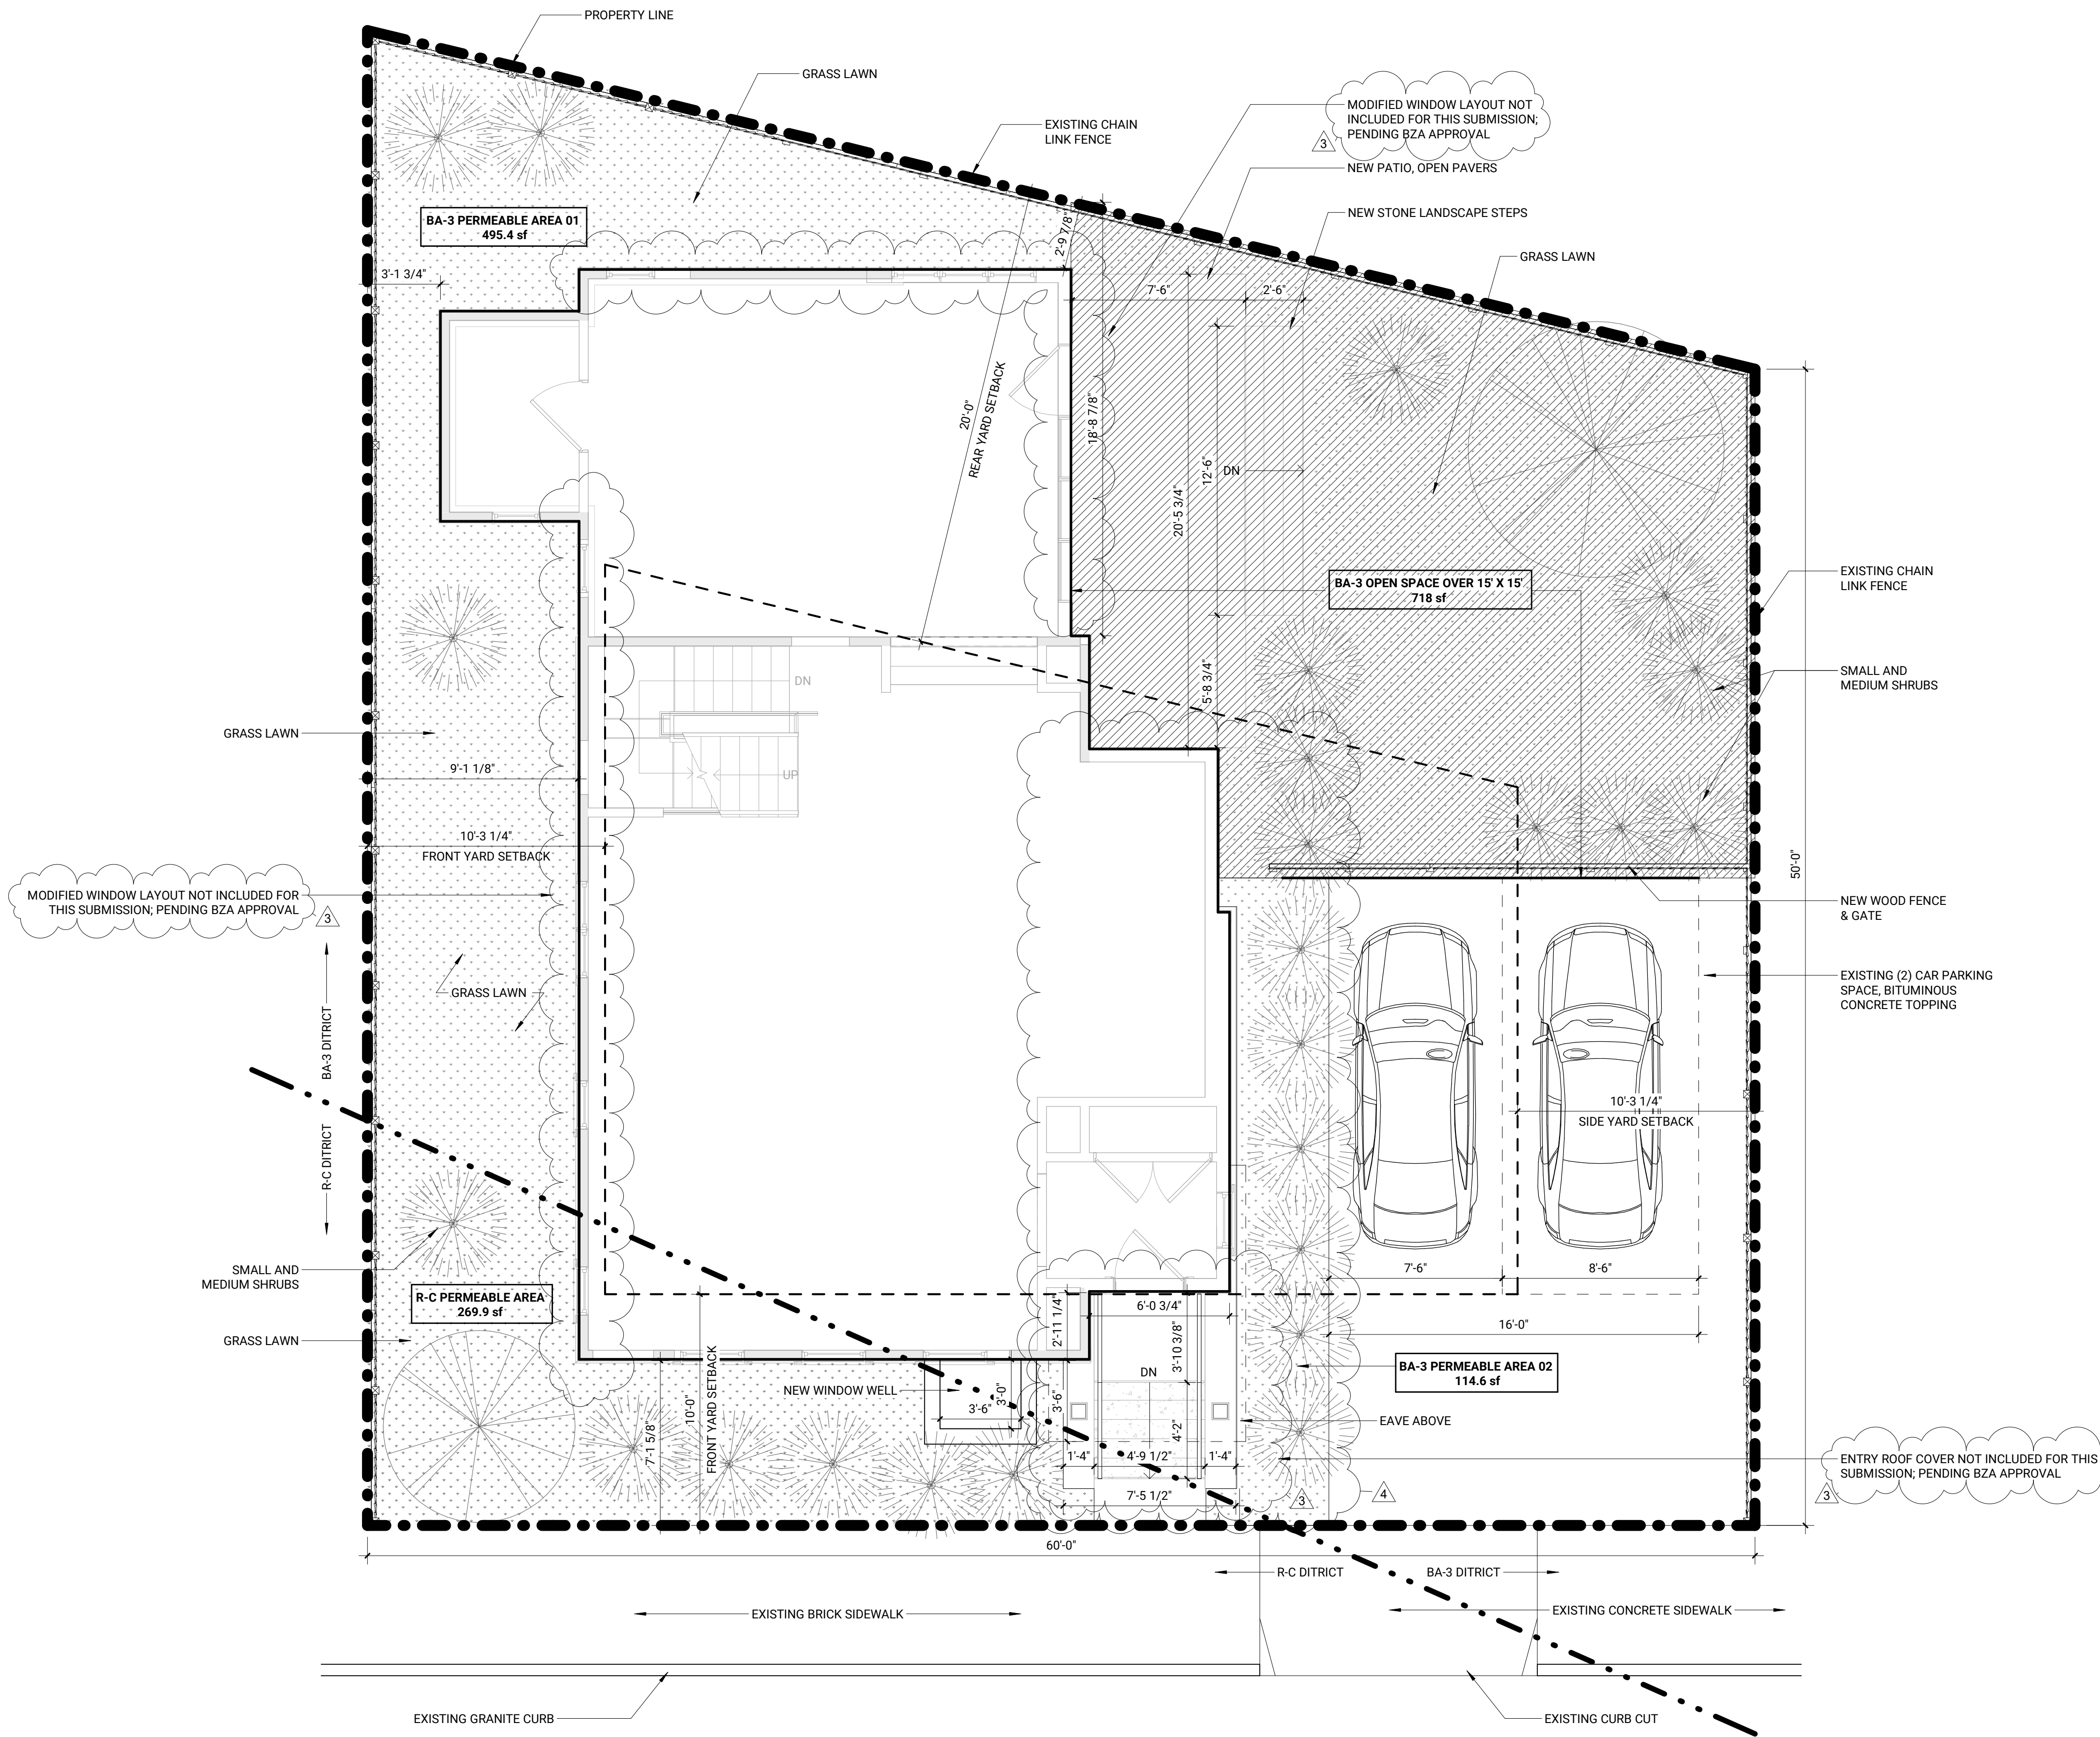 PROPERTY LINE
GRASS LAWN
EXISTING CHAIN
LINK FENCE
MODIFIED WINDOW LAYOUT NOT
INCLUDED FOR THIS SUBMISSION;
PENDING BZA APPROVAL
3
NEW PATIO, OPEN PAVERS
NEW STONE LANDSCAPE STEPS
GRASS LAWN
BA-3 PERMEABLE AREA 01
495.4 sf
3'-1 3/4"
2'-9 7/8"
7'-6"
2'-6"
20'-0"
REAR YARD SETBACK
18'-8 7/8"
20'-5 3/4"
12'-6"
DN
BA-3 OPEN SPACE OVER 15' X 15'
718 sf
EXISTING CHAIN
LINK FENCE
SMALL AND
MEDIUM SHRUBS
5'-8 3/4"
DN
UP
GRASS LAWN
9'-1 1/8"
10'-3 1/4"
FRONT YARD SETBACK
50'-0"
MODIFIED WINDOW LAYOUT NOT INCLUDED FOR
THIS SUBMISSION; PENDING BZA APPROVAL
3
NEW WOOD FENCE
& GATE
EXISTING (2) CAR PARKING
SPACE, BITUMINOUS
CONCRETE TOPPING
GRASS LAWN
BA-3 DITRICT
R-C DITRICT
10'-3 1/4"
SIDE YARD SETBACK
SMALL AND
MEDIUM SHRUBS
R-C PERMEABLE AREA
269.9 sf
GRASS LAWN
7'-6"
8'-6"
16'-0"
6'-0 3/4"
2'-11 1/4"
3'-10 3/8"
DN
BA-3 PERMEABLE AREA 02
114.6 sf
NEW WINDOW WELL
3'-6"
3'-0"
3'-6"
4'-2"
EAVE ABOVE
7'-1 5/8"
10'-0"
FRONT YARD SETBACK
1'-4"
4'-9 1/2"
1'-4"
7'-5 1/2"
3
4
ENTRY ROOF COVER NOT INCLUDED FOR THIS
SUBMISSION; PENDING BZA APPROVAL
3
60'-0"
R-C DITRICT
BA-3 DITRICT
EXISTING BRICK SIDEWALK
EXISTING CONCRETE SIDEWALK
EXISTING GRANITE CURB
EXISTING CURB CUT